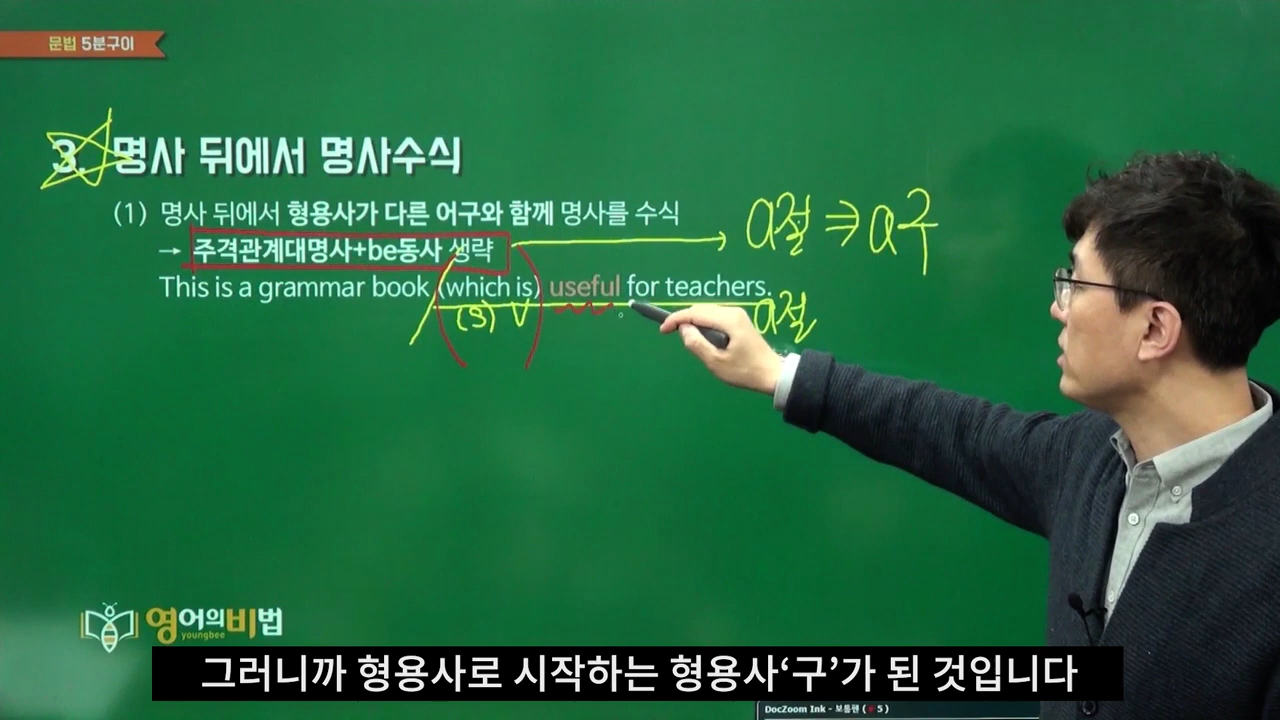 문법 5분구이
3. 명사 뒤에서 명사수식
(1) 명사 뒤에서 형용사가 다른 어구와 함께 명사를 수식
→ 주격관계대명사+be동사 생략
a절 ⇒ a구
This is a grammar book (which is) useful for teachers.
(S) V
a절
영어의비법
youngbee
그러니까 형용사로 시작하는 형용사‘구’가 된 것입니다
DocZoom Ink - 보통펜 ( 5 )